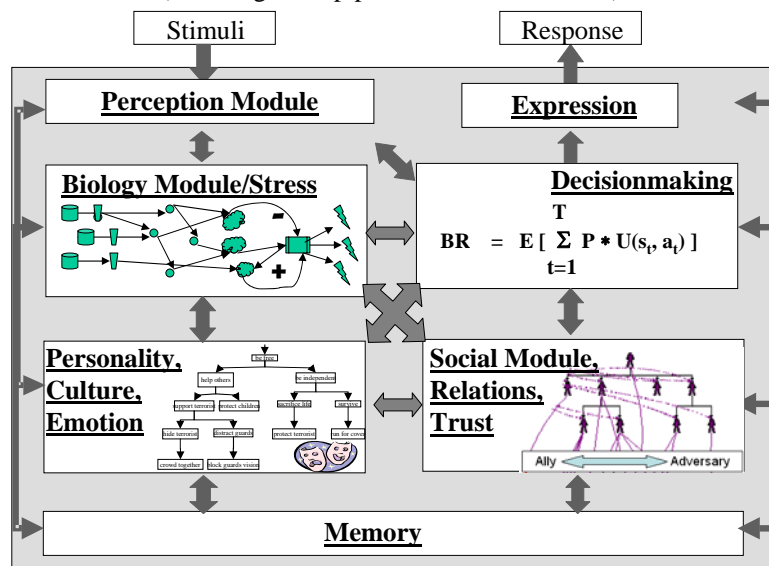 Stimuli
Response
Perception Module
Expression
Biology Module/Stress
-
+
Decisionmaking
T
BR = E [ Σ P * U(s_t, a_t) ]
t=1
Personality,
Culture,
Emotion
be free
help others
be independent
support terrorist
protect children
sacrifice life
survive
hide terrorist
distract guards
protect terrorist
run for cover
crowd together
block guards vision
Social Module,
Relations,
Trust
Ally
Adversary
Memory